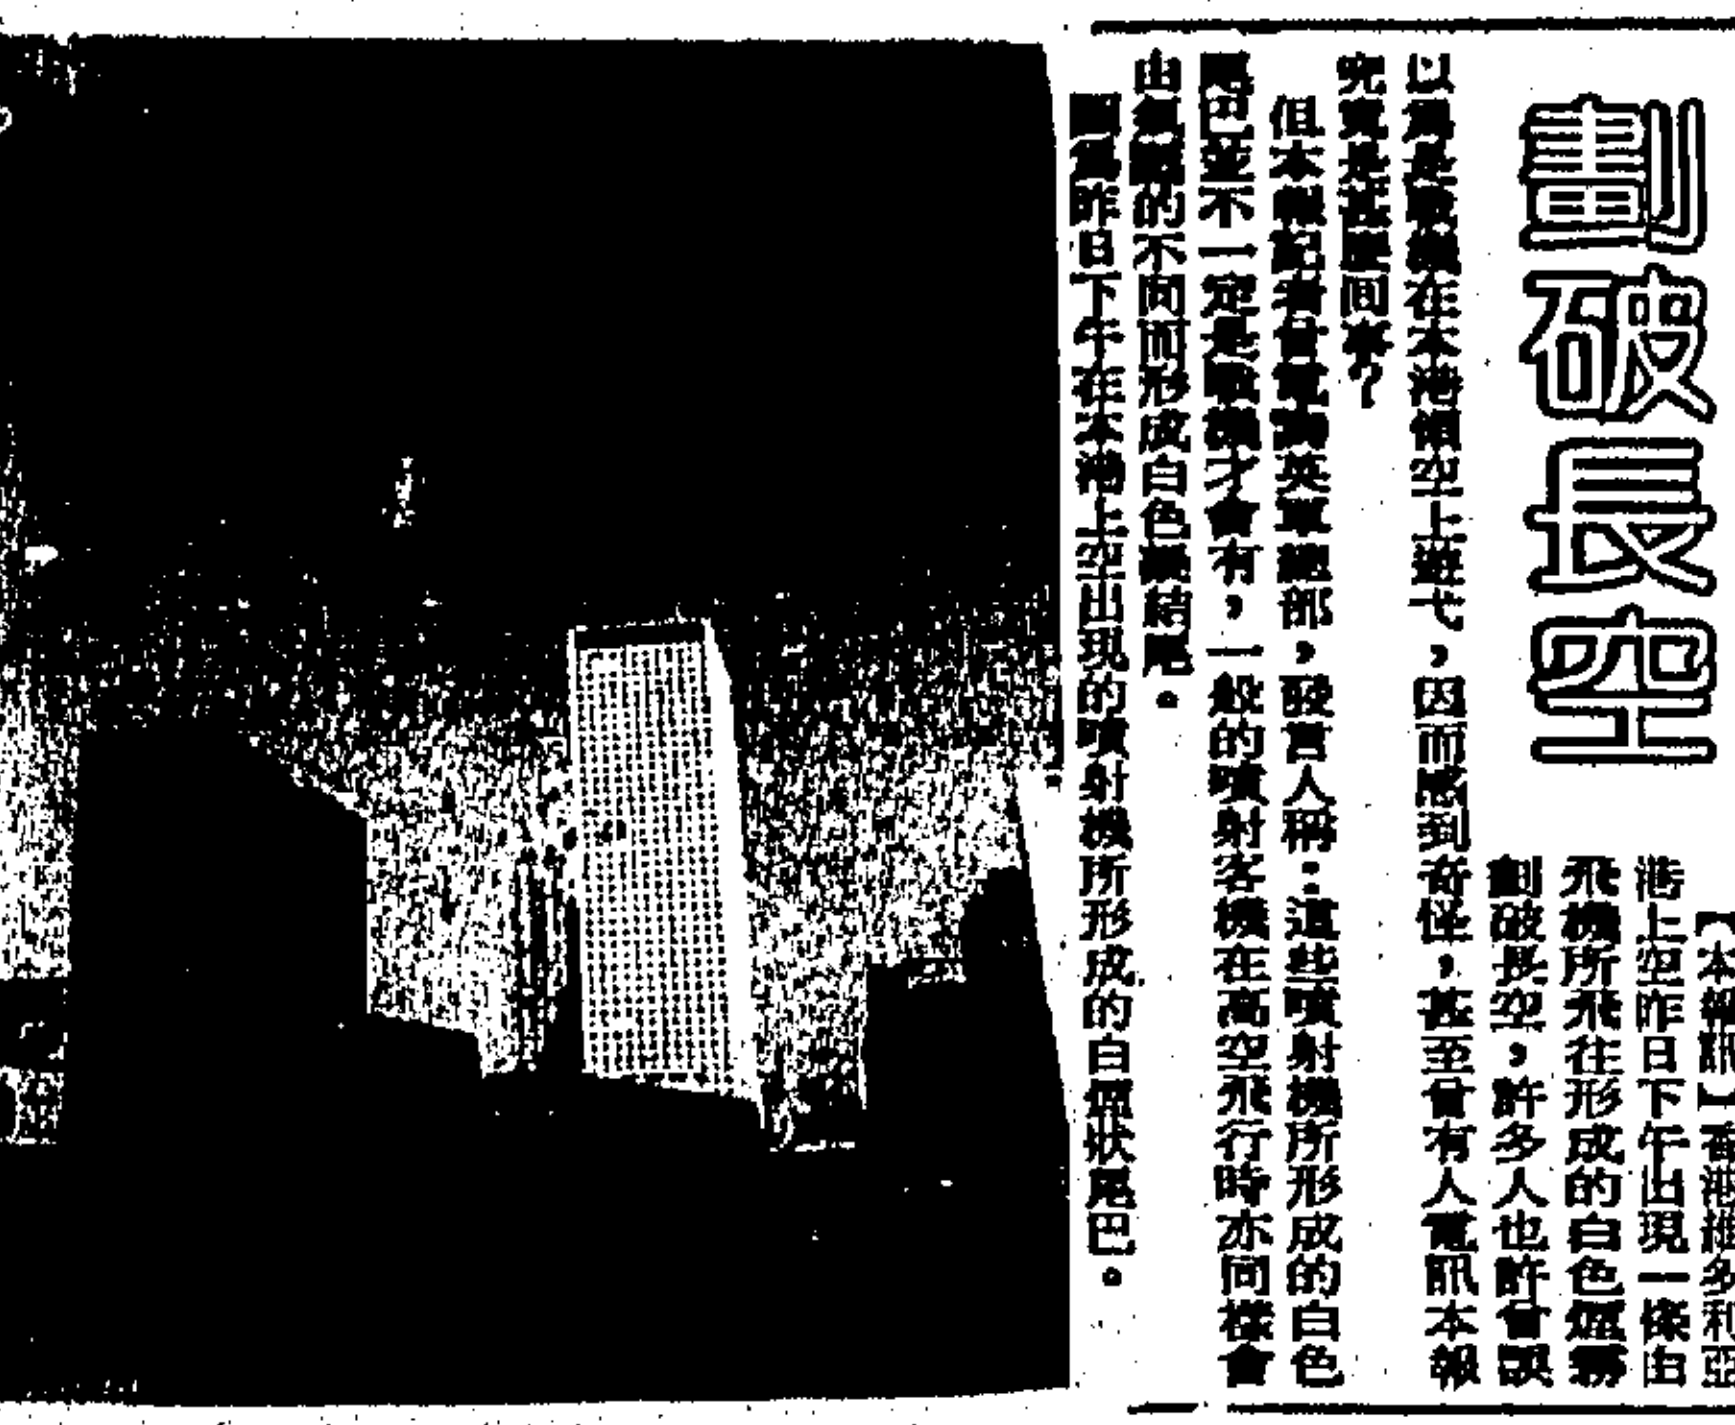 劃破長空
【本報訊】香港維多利亞
港上空昨日下午出現一條由
飛機所飛往形成的白色煙霧
劃破長空，許多人也許會誤
以為是戰機在本港領空上遊弋，因而感到奇怪，甚至曾有人電訊本報
究竟是甚麼回事？
但本報記者曾電詢英軍總部，發言人稱：這些噴射機所形成的白色
尾巴並不一定是戰機才會有，一般的噴射客機在高空飛行時亦同樣會
由氣體的不同而形成白色凝結尾。
圖為昨日下午在本港上空出現的噴射機所形成的白煙狀尾巴。